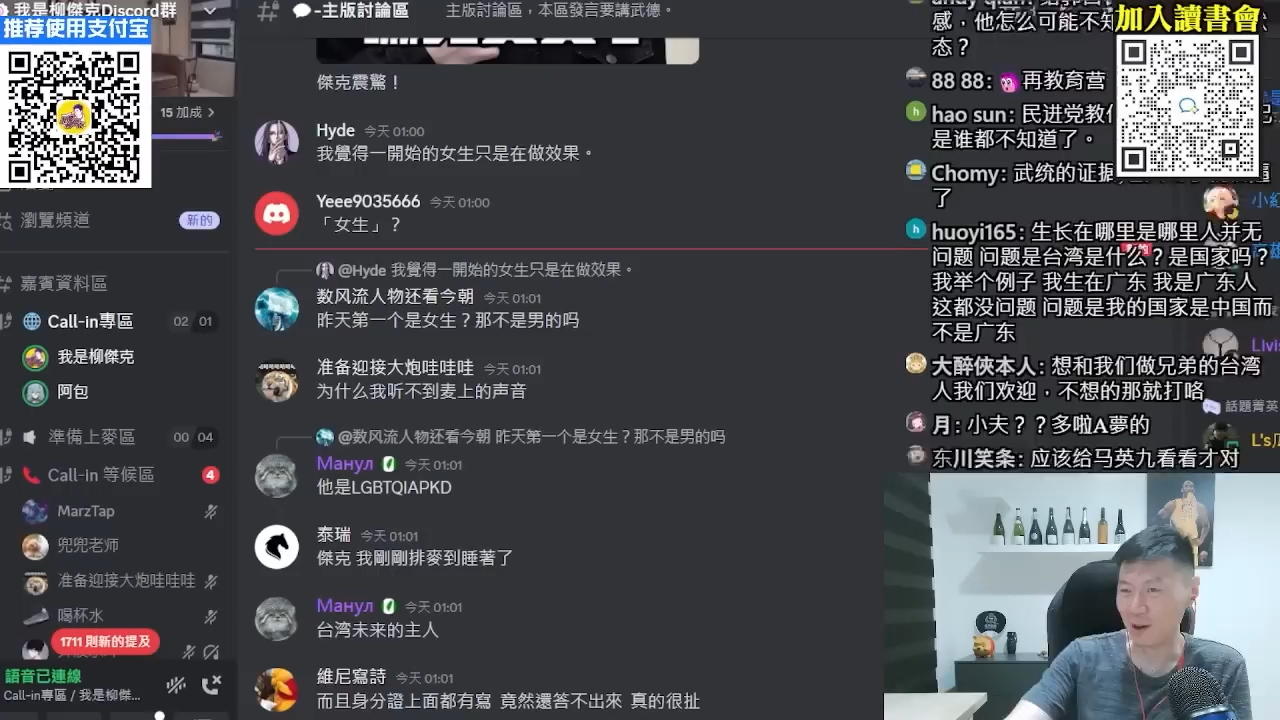 我是柳傑克Discord群
推荐使用支付宝
15 加成
瀏覽頻道
新的
嘉賓資料區
Call-in專區
02 01
我是柳傑克
阿包
準備上麥區
00 04
Call-in 等候區
4
MarzTap
兜兜老师
准备迎接大炮哇哇哇
喝杯水
1711 則新的提及
語音已連線
Call-in專區 / 我是柳傑...
-主版討論區
主版討論區，本區發言要講武德。
傑克震驚！
Hyde 今天 01:00
我覺得一開始的女生只是在做效果。
Yeee9035666 今天 01:00
「女生」？
@Hyde 我覺得一開始的女生只是在做效果。
数风流人物还看今朝 今天 01:01
昨天第一个是女生？那不是男的吗
准备迎接大炮哇哇哇 今天 01:01
为什么我听不到麦上的声音
@数风流人物还看今朝 昨天第一个是女生？那不是男的吗
Манул 今天 01:01
他是LGBTQIAPKD
泰瑞 今天 01:01
傑克 我剛剛排麥到睡著了
Манул 今天 01:01
台湾未来的主人
維尼寫詩 今天 01:01
而且身分證上面都有寫 竟然還答不出來 真的很扯
加入讀書會
感，他怎么可能不知
态？
88 88: 再教育营
hao sun: 民进党教
是谁都不知道了。
Chomy: 武统的证据
了
huoyi165: 生长在哪里是哪里人并无
问题 问题是台湾是什么？是国家吗？
我举个例子 我生在广东 我是广东人
这都没问题 问题是我的国家是中国而
不是广东
大醉俠本人: 想和我们做兄弟的台湾
人我们欢迎，不想的那就打咯
月: 小夫？？多啦A夢的
东川笑条: 应该给马英九看看才对
話題菁英
L's